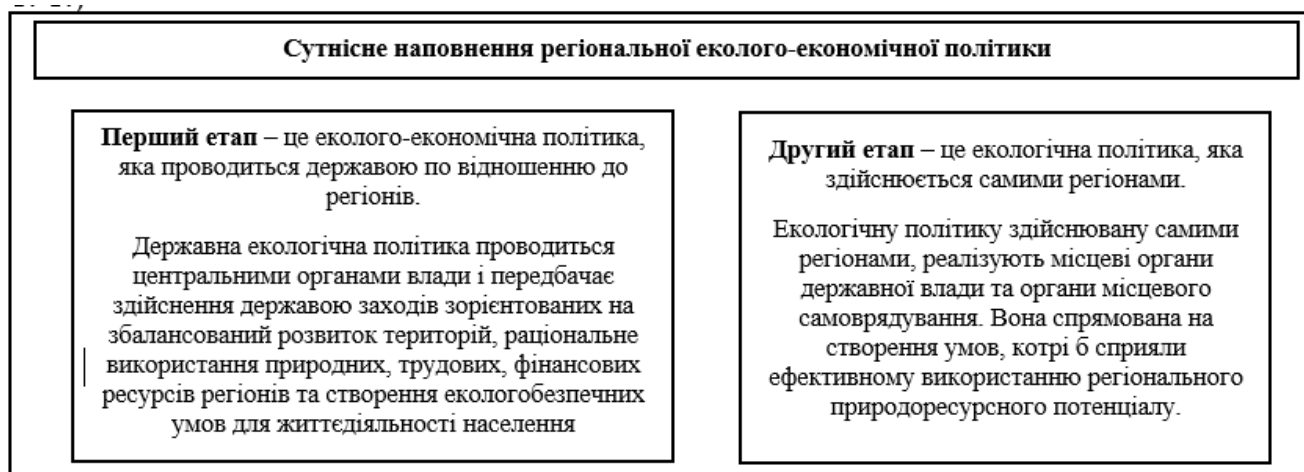 Сутнісне наповнення регіональної еколого-економічної політики
Перший етап – це еколого-економічна політика,
яка проводиться державою по відношенню до
регіонів.
Державна екологічна політика проводиться
центральними органами влади і передбачає
здійснення державою заходів зорієнтованих на
збалансований розвиток територій, раціональне
використання природних, трудових, фінансових
ресурсів регіонів та створення екологобезпечних
умов для життєдіяльності населення
Другий етап – це екологічна політика, яка
здійснюється самими регіонами.
Екологічну політику здійснювану самими
регіонами, реалізують місцеві органи
державної влади та органи місцевого
самоврядування. Вона спрямована на
створення умов, котрі б сприяли
ефективному використанню регіонального
природоресурсного потенціалу.